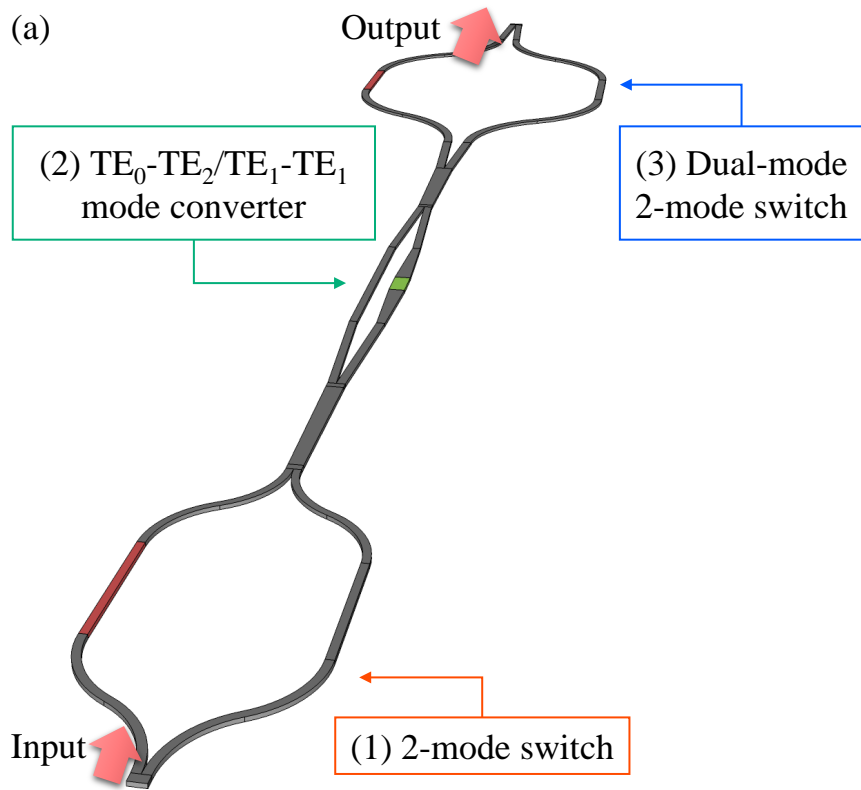 (a)
Output
(2) TE₀-TE₂/TE₁-TE₁
mode converter
(3) Dual-mode
2-mode switch
Input
(1) 2-mode switch